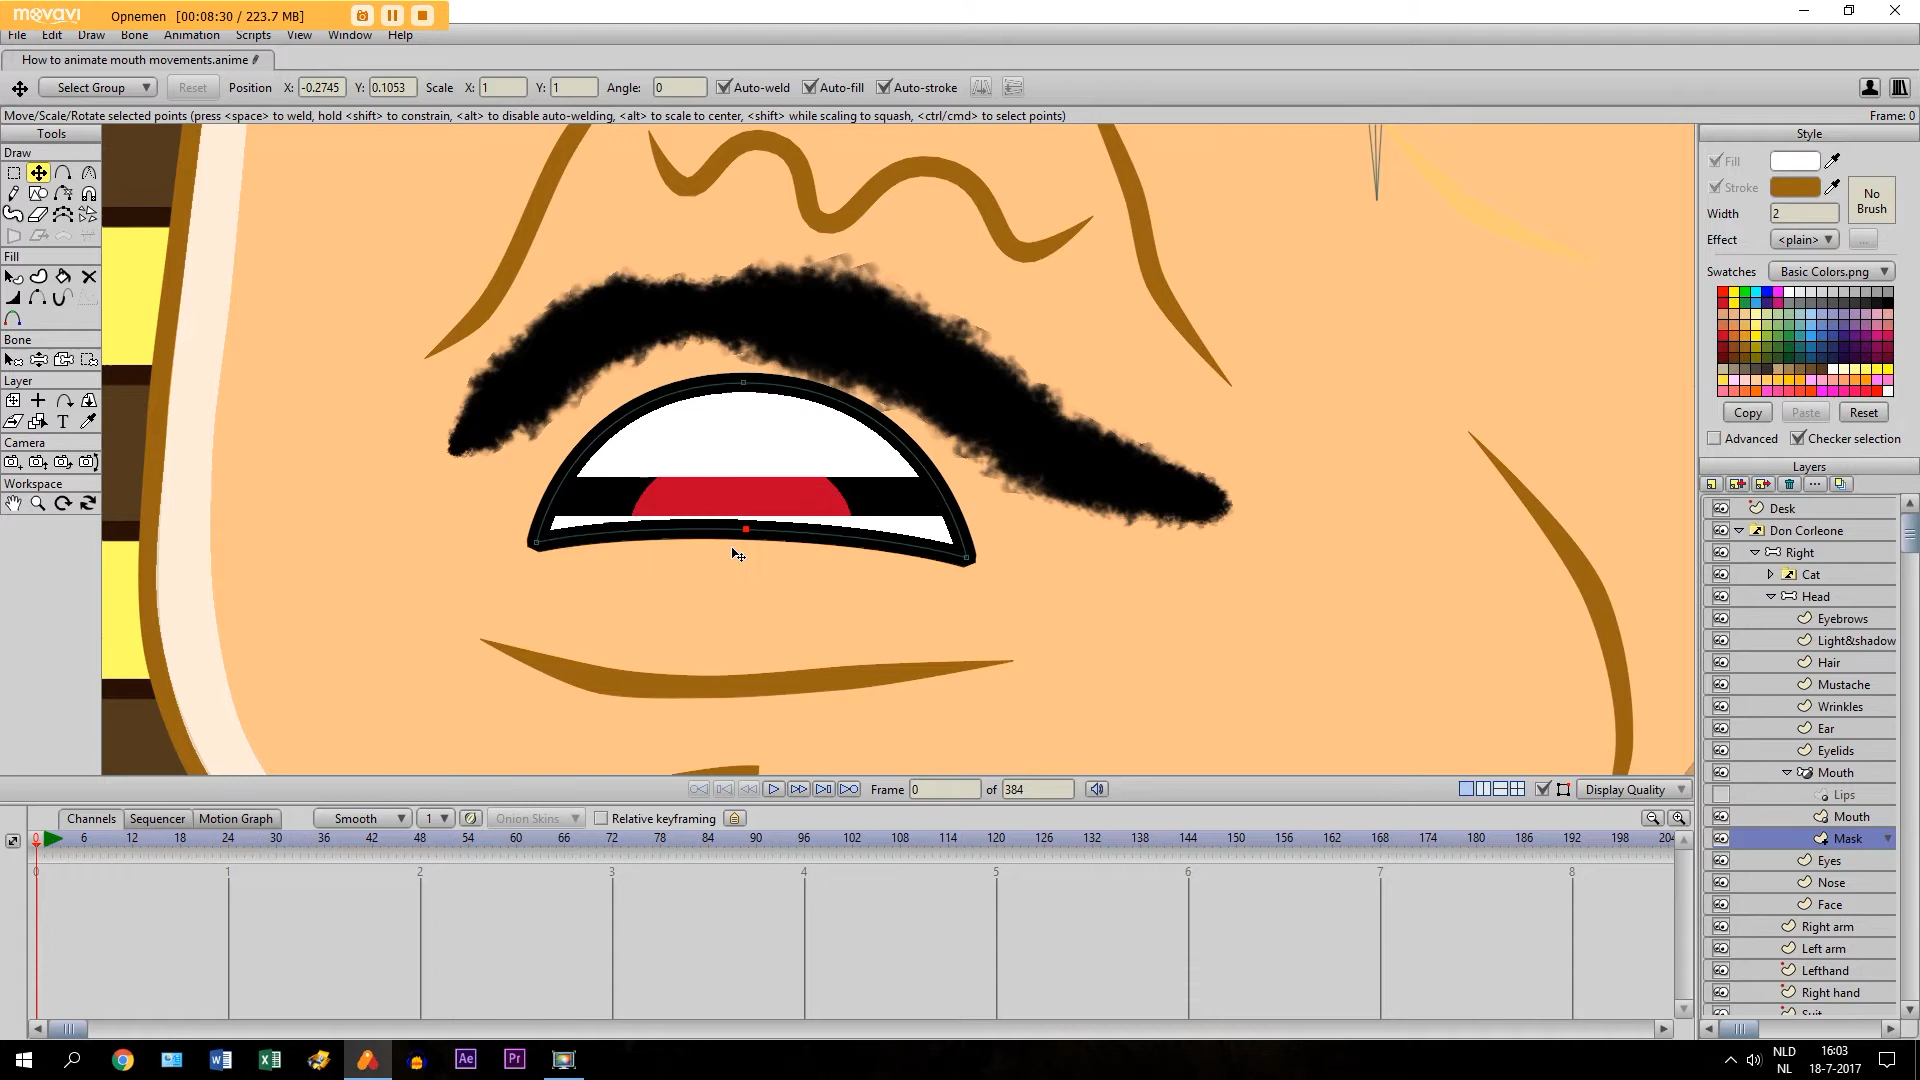 movavi Opnemen [00:08:30 / 223.7 MB]
File Edit Draw Bone Animation Scripts View Window Help
How to animate mouth movements.anime
Select Group Reset Position X: -0.2745 Y: 0.1053 Scale X: 1 Y: 1 Angle: 0 Auto-weld Auto-fill Auto-stroke
Move/Scale/Rotate selected points (press <space> to weld, hold <shift> to constrain, <alt> to disable auto-welding, <alt> to scale to center, <shift> while scaling to squash, <ctrl/cmd> to select points) Frame: 0
Tools
Draw
Fill
Bone
Layer
Camera
Workspace
Style
Fill
Stroke
No Brush
Width 2
Effect <plain> ...
Swatches Basic Colors.png
Copy Paste Reset
Advanced Checker selection
Layers
Desk
Don Corleone
Right
Cat
Head
Eyebrows
Light&shadow
Hair
Mustache
Wrinkles
Ear
Eyelids
Mouth
Lips
Mouth
Mask
Eyes
Nose
Face
Right arm
Left arm
Lefthand
Right hand
Frame 0 of 384 Display Quality
Channels Sequencer Motion Graph Smooth 1 Onion Skins Relative keyframing
0 6 12 18 24 30 36 42 48 54 60 66 72 78 84 90 96 102 108 114 120 126 132 138 144 150 156 162 168 174 180 186 192 198 204
0 1 2 3 4 5 6 7 8
Ae Pr
NLD 16:03
NL 18-7-2017